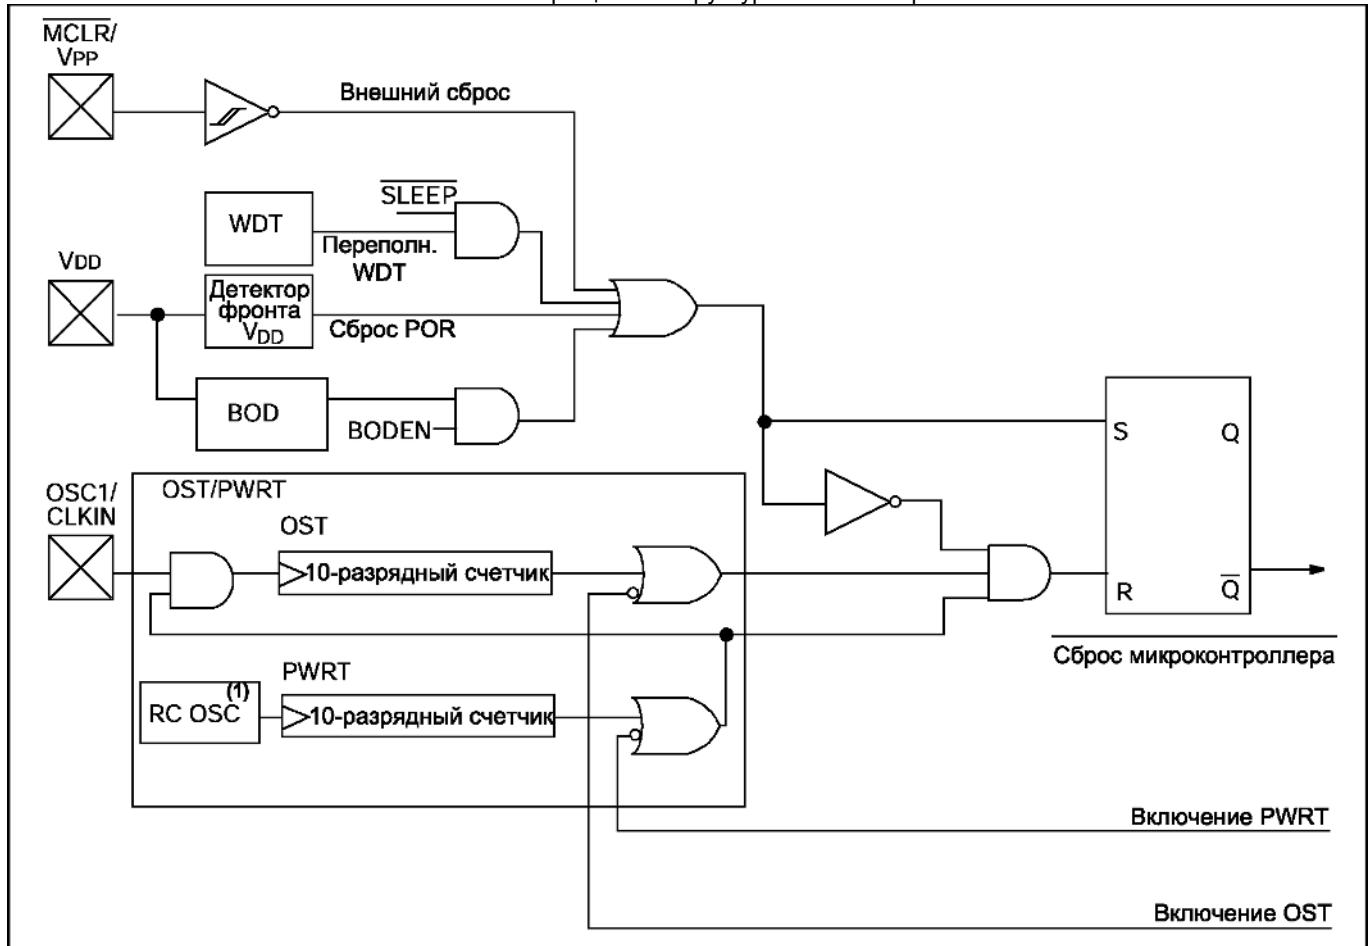 MCLR/
VPP
Внешний сброс
SLEEP
WDT
Переполн.
WDT
VDD
Детектор
фронта
VDD
Сброс POR
BOD
BODEN
S
Q
OSC1/
CLKIN
OST/PWRT
OST
10-разрядный счетчик
R
Q
Сброс микроконтроллера
PWRT
RC OSC(1)
10-разрядный счетчик
Включение PWRT
Включение OST